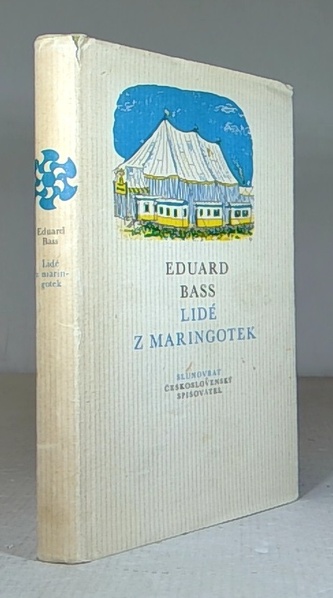 Eduard
Bass
Lidé
z marin-
gotek
EDUARD
BASS
LIDÉ
Z MARINGOTEK
SLUNOVRAT
ČESKOSLOVENSKÝ
SPISOVATEL